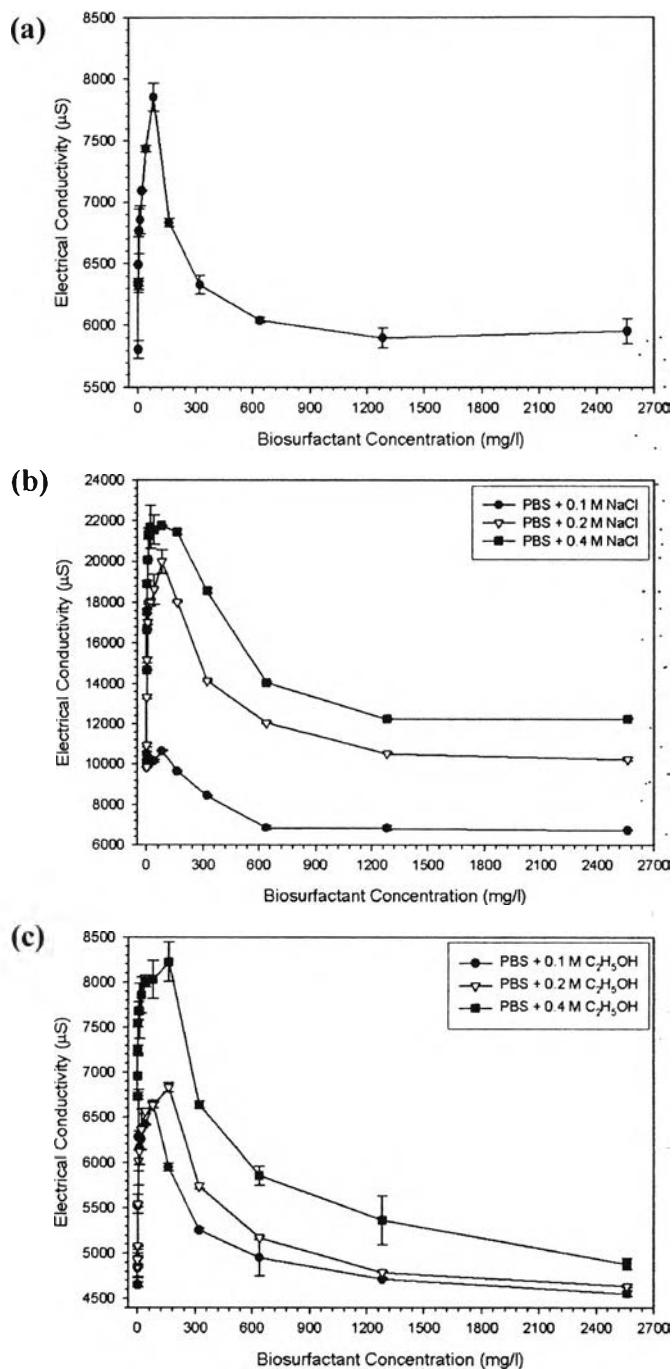 (a)
8500
8000
7500
7000
6500
6000
5500
Electrical Conductivity (µS)
0 300 600 900 1200 1500 1800 2100 2400 2700
Biosurfactant Concentration (mg/l)
(b)
24000
22000
20000
18000
16000
14000
12000
10000
8000
6000
Electrical Conductivity (µS)
PBS + 0.1 M NaCl
PBS + 0.2 M NaCl
PBS + 0.4 M NaCl
0 300 600 900 1200 1500 1800 2100 2400 2700
Biosurfactant Concentration (mg/l)
(c)
8500
8000
7500
7000
6500
6000
5500
5000
4500
Electrical Conductivity (µS)
PBS + 0.1 M C₂H₅OH
PBS + 0.2 M C₂H₅OH
PBS + 0.4 M C₂H₅OH
0 300 600 900 1200 1500 1800 2100 2400 2700
Biosurfactant Concentration (mg/l)